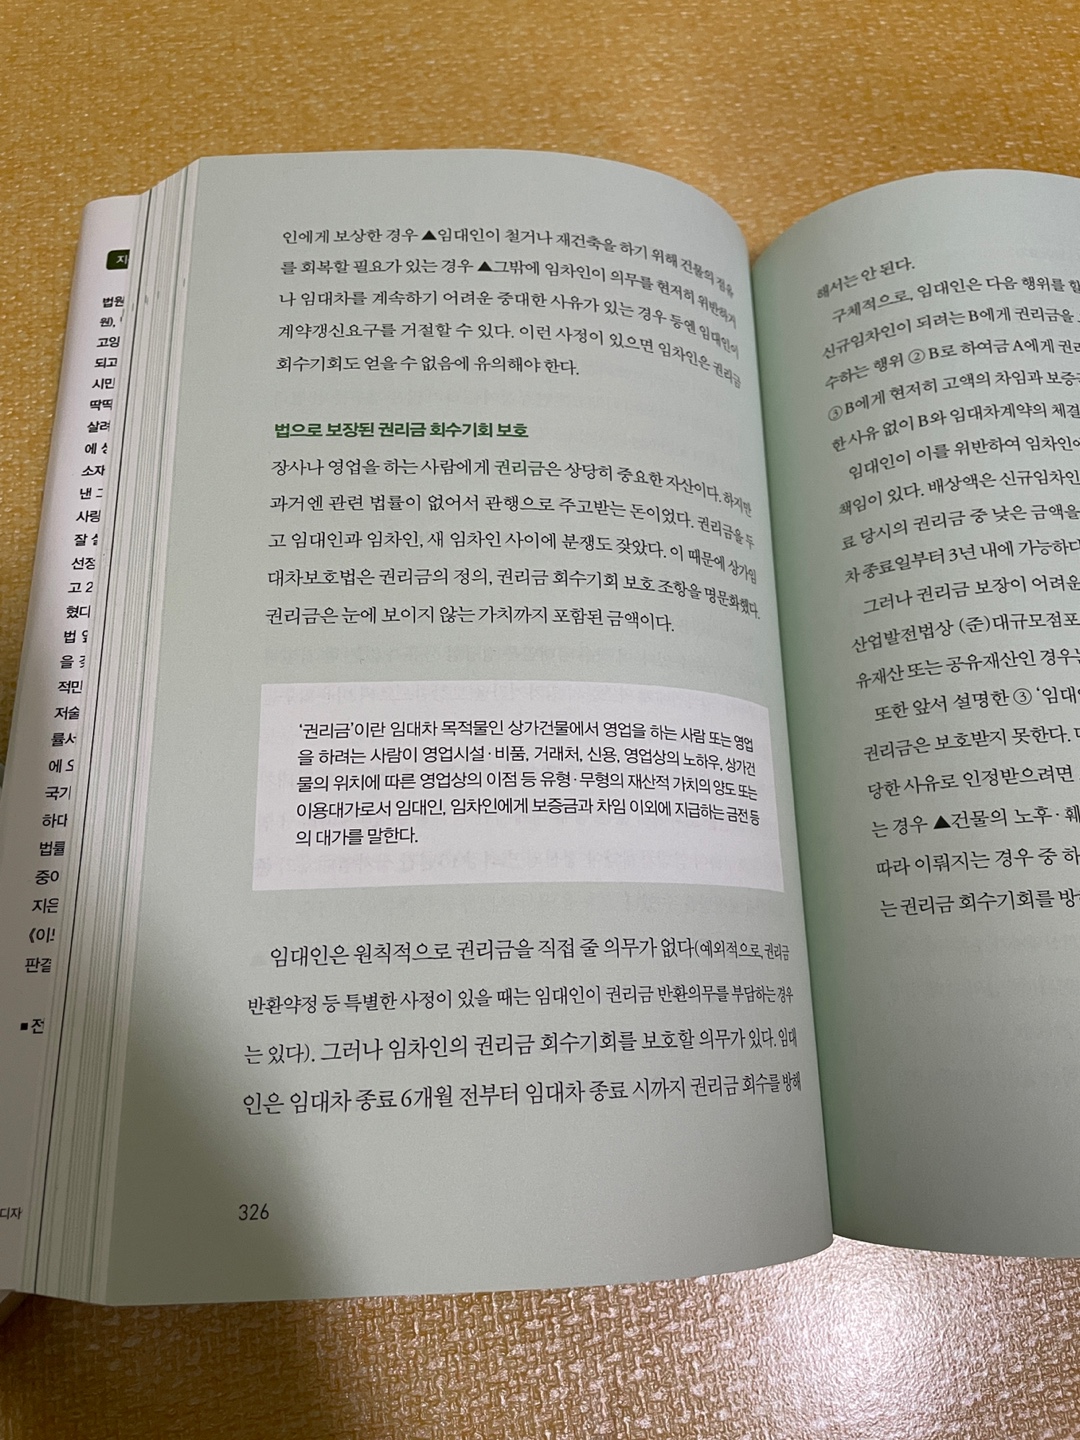 인에게 보상한 경우 ▲임대인이 철거나 재건축을 하기 위해 건물의 점유
를 회복할 필요가 있는 경우 ▲그밖에 임차인이 의무를 현저히 위반하거
나 임대차를 계속하기 어려운 중대한 사유가 있는 경우 등엔 임대인이
계약갱신요구를 거절할 수 있다. 이런 사정이 있으면 임차인은 권리금
회수기회도 얻을 수 없음에 유의해야 한다.
법으로 보장된 권리금 회수기회 보호
장사나 영업을 하는 사람에게 권리금은 상당히 중요한 자산이다. 하지만
과거엔 관련 법률이 없어서 관행으로 주고받는 돈이었다. 권리금을 두
고 임대인과 임차인, 새 임차인 사이에 분쟁도 잦았다. 이 때문에 상가임
대차보호법은 권리금의 정의, 권리금 회수기회 보호 조항을 명문화했다.
권리금은 눈에 보이지 않는 가치까지 포함된 금액이다.
‘권리금’이란 임대차 목적물인 상가건물에서 영업을 하는 사람 또는 영업
을 하려는 사람이 영업시설·비품, 거래처, 신용, 영업상의 노하우, 상가건
물의 위치에 따른 영업상의 이점 등 유형·무형의 재산적 가치의 양도 또는
이용대가로서 임대인, 임차인에게 보증금과 차임 이외에 지급하는 금전 등
의 대가를 말한다.
임대인은 원칙적으로 권리금을 직접 줄 의무가 없다(예외적으로, 권리금
반환약정 등 특별한 사정이 있을 때는 임대인이 권리금 반환의무를 부담하는 경우
는 있다). 그러나 임차인의 권리금 회수기회를 보호할 의무가 있다. 임대
인은 임대차 종료 6개월 전부터 임대차 종료 시까지 권리금 회수를 방해
326
해서는 안 된다.
구체적으로, 임대인은 다음 행위를 할
신규임차인이 되려는 B에게 권리금을
수하는 행위 ② B로 하여금 A에게 권리
③ B에게 현저히 고액의 차임과 보증금
한 사유 없이 B와 임대차계약의 체결
임대인이 이를 위반하여 임차인에
책임이 있다. 배상액은 신규임차인
료 당시의 권리금 중 낮은 금액을
차 종료일부터 3년 내에 가능하다
그러나 권리금 보장이 어려운
산업발전법상 (준)대규모점포
유재산 또는 공유재산인 경우는
또한 앞서 설명한 ③ ‘임대인
권리금은 보호받지 못한다.
당한 사유로 인정받으려면
는 경우 ▲건물의 노후·훼
따라 이뤄지는 경우 중 하
는 권리금 회수기회를 방해
법원
원),
고양
되고
시민
딱딱
살려
에
소재
낸
사랑
잘
선정
고 2
혔다
법
을
적민
저술
률서
에
국가
하다
법률
중
지은
판결
■ 전
디자